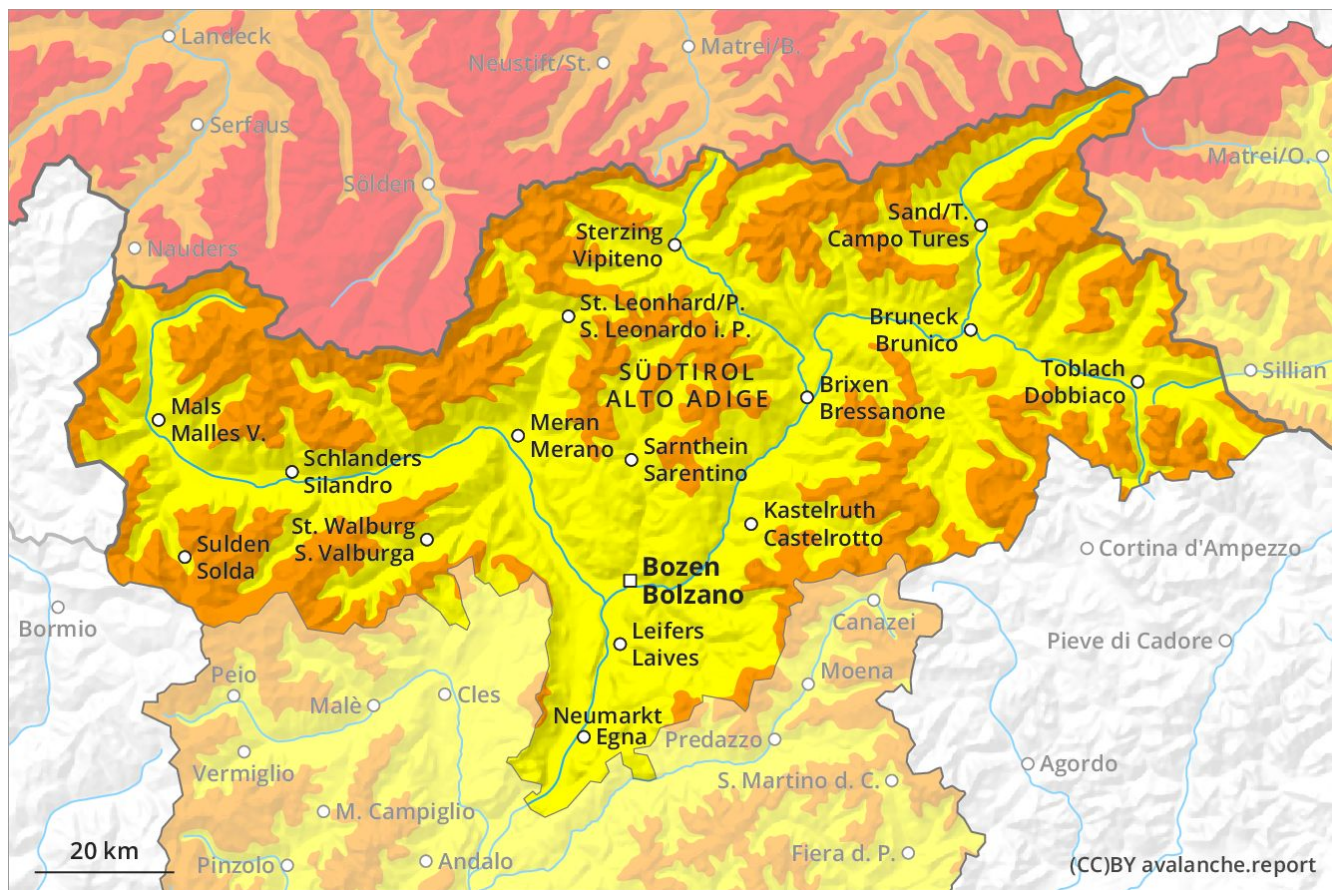 Landeck
Matrei/B.
Neustift/St.
Serfaus
Matrei/O.
Sölden
Nauders
Sand/T.
Campo Tures
Sterzing
Vipiteno
St. Leonhard/P.
S. Leonardo i. P.
Bruneck
Brunico
SÜDTIROL
ALTO ADIGE
Toblach
Dobbiaco
Sillian
Brixen
Bressanone
Mals
Malles V.
Meran
Merano
Sarnthein
Sarentino
Schlanders
Silandro
Kastelruth
Castelrotto
St. Walburg
S. Valburga
Sulden
Solda
Cortina d'Ampezzo
Bozen
Bolzano
Bormio
Canazei
Leifers
Laives
Pieve di Cadore
Moena
Peio
Malè
Cles
Neumarkt
Egna
Predazzo
Vermiglio
Agordo
S. Martino d. C.
M. Campiglio
20 km
Pinzolo
Andalo
Fiera d. P.
(CC)BY avalanche.report